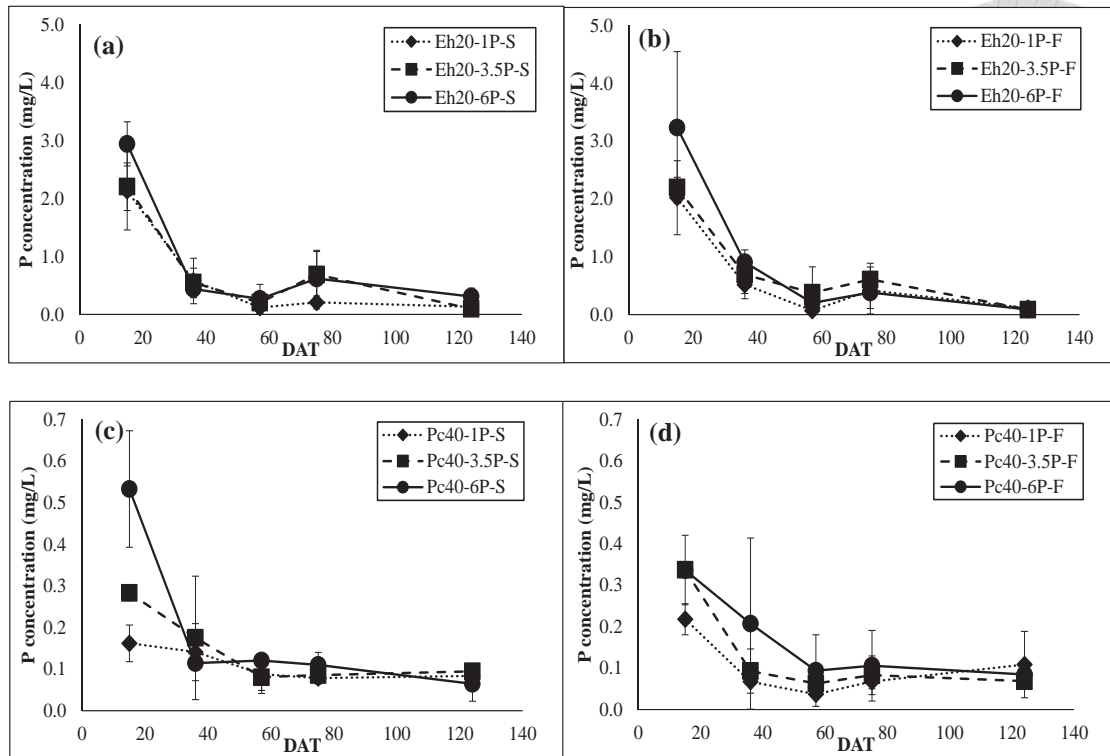 (a)
Eh20-1P-S
Eh20-3.5P-S
Eh20-6P-S
P concentration (mg/L)
5.0
4.0
3.0
2.0
1.0
0.0
0 20 40 60 80 100 120 140
DAT
(b)
Eh20-1P-F
Eh20-3.5P-F
Eh20-6P-F
P concentration (mg/L)
5.0
4.0
3.0
2.0
1.0
0.0
0 20 40 60 80 100 120 140
DAT
(c)
Pc40-1P-S
Pc40-3.5P-S
Pc40-6P-S
P concentration (mg/L)
0.7
0.6
0.5
0.4
0.3
0.2
0.1
0.0
0 20 40 60 80 100 120 140
DAT
(d)
Pc40-1P-F
Pc40-3.5P-F
Pc40-6P-F
P concentration (mg/L)
0.7
0.6
0.5
0.4
0.3
0.2
0.1
0.0
0 20 40 60 80 100 120 140
DAT